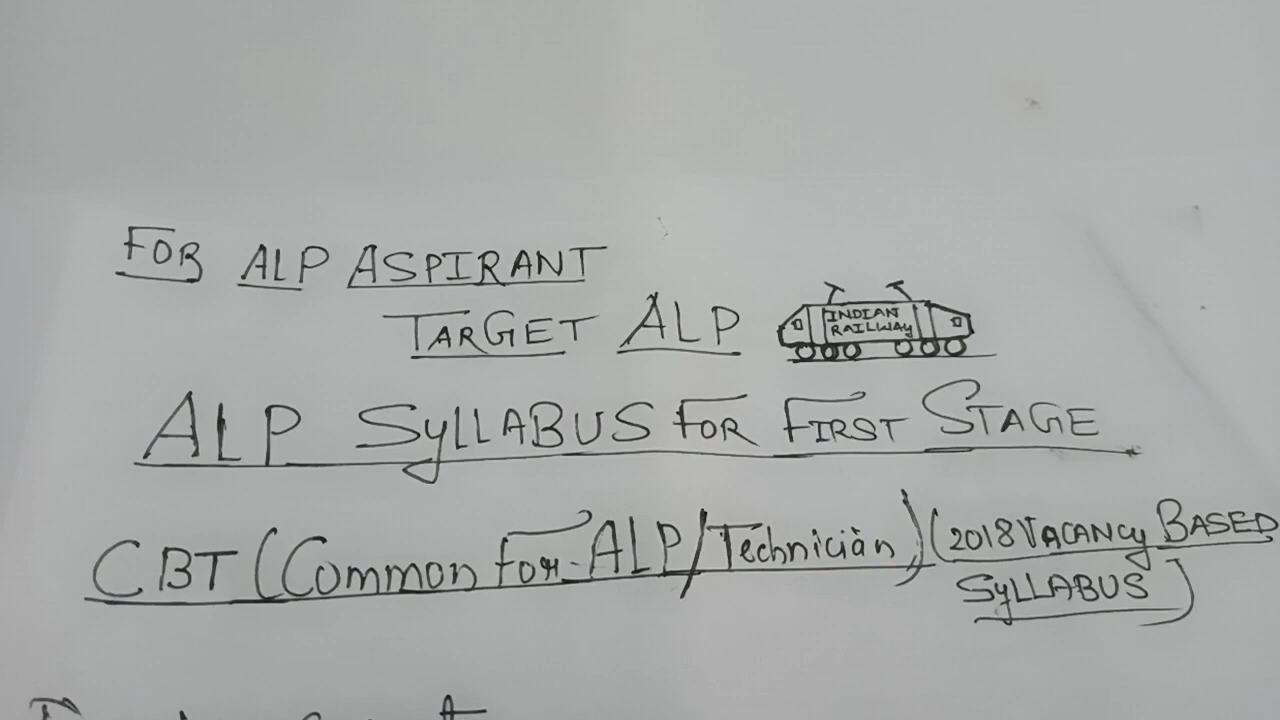 FOR ALP ASPIRANT
TARGET ALP
INDIAN
RAILWAY
ALP SYLLABUS FOR FIRST STAGE
CBT (Common for ALP/Technician) (2018 VACANCY BASED
SYLLABUS)